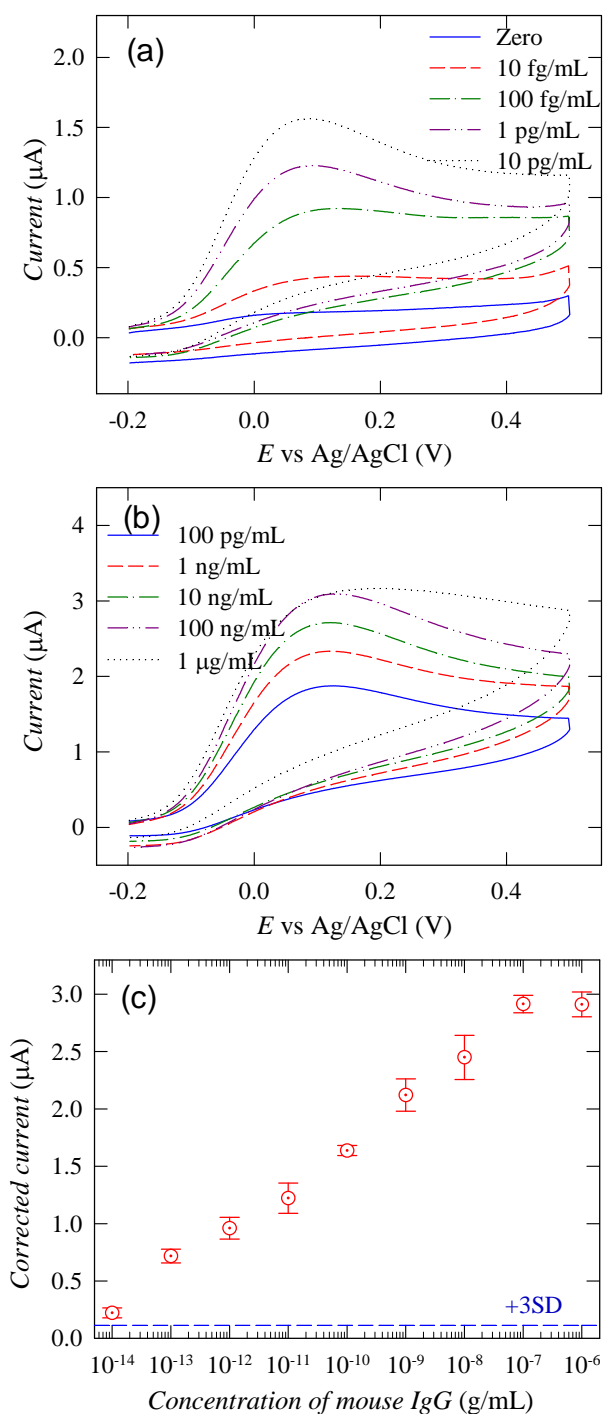 (a)
Zero
10 fg/mL
100 fg/mL
1 pg/mL
10 pg/mL
2.0
1.5
1.0
0.5
0.0
Current (μA)
-0.2 0.0 0.2 0.4
E vs Ag/AgCl (V)
(b)
100 pg/mL
1 ng/mL
10 ng/mL
100 ng/mL
1 μg/mL
4
3
2
1
0
Current (μA)
-0.2 0.0 0.2 0.4
E vs Ag/AgCl (V)
(c)
3.0
2.5
2.0
1.5
1.0
0.5
0.0
Corrected current (μA)
+3SD
10⁻¹⁴ 10⁻¹³ 10⁻¹² 10⁻¹¹ 10⁻¹⁰ 10⁻⁹ 10⁻⁸ 10⁻⁷ 10⁻⁶
Concentration of mouse IgG (g/mL)